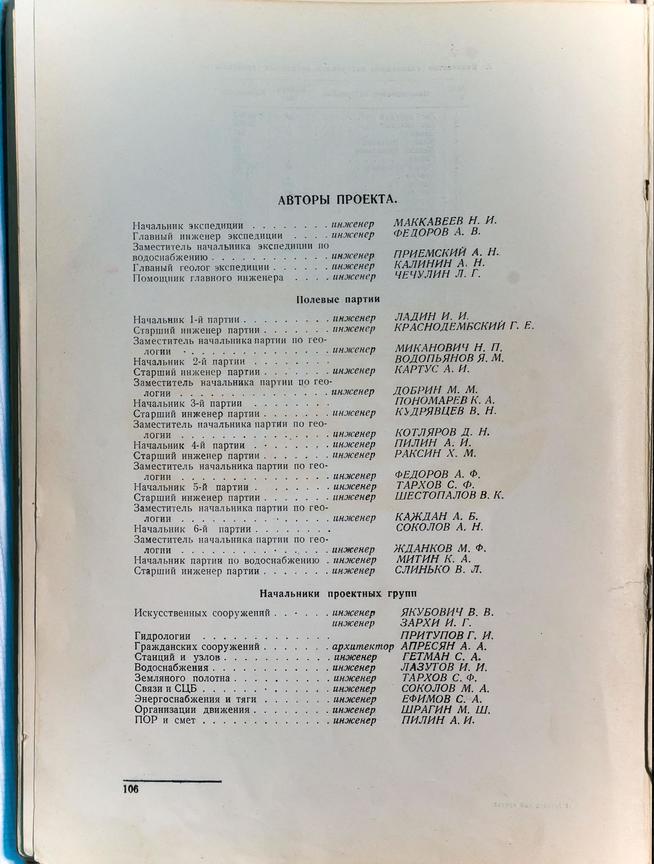 АВТОРЫ ПРОЕКТА.
Начальник экспедиции . . . . . . . . инженер МАККАВЕЕВ Н. И.
Главный инженер экспедиции . . . . . инженер ФЕДОРОВ А. В.
Заместитель начальника экспедиции по
водоснабжению . . . . . . . . . . . инженер ПРИЕМСКИЙ А. Н.
Глваный геолог экспедиции . . . . . . инженер КАЛИНИН А. Н.
Помощник главного инженера . . . . инженер ЧЕЧУЛИН Л. Г.
Полевые партии
Начальник 1-й партии . . . . . . . . . инженер ЛАДИН И. И.
Старший инженер партии . . . . . . . инженер КРАСНОДЕМБСКИЙ Г. Е.
Заместитель начальника партии по гео-
логии . . . . . . . . . . . . . . инженер МИКАНОВИЧ Н. П.
Начальник 2-й партии . . . . . . . . ВОДОПЬЯНОВ Я. М.
Старший инженер партии . . . . . . . инженер КАРТУС А. И.
Заместитель начальника партии по гео-
логии . . . . . . . . . . . . . . инженер ДОБРИН М. М.
Начальник 3-й партии . . . . . . . . ПОНОМАРЕВ К. А.
Старший инженер партии . . . . . . . инженер КУДРЯВЦЕВ В. Н.
Заместитель начальника партии по гео-
логии . . . . . . . . . . . . . . инженер КОТЛЯРОВ Д. Н.
Начальник 4-й партии . . . . . . . . инженер ПИЛИН А. И.
Старший инженер партии . . . . . . . инженер РАКСИН Х. М.
Заместитель начальника партии по гео-
логии . . . . . . . . . . . . . . инженер ФЕДОРОВ А. Ф.
Начальник 5-й партии . . . . . . . . инженер ТАРХОВ С. Ф.
Старший инженер партии . . . . . . . инженер ШЕСТОПАЛОВ В. К.
Заместитель начальника партии по гео-
логии . . . . . . . . . . . . . . инженер КАЖДАН А. Б.
Начальник 6-й партии . . . . . . . . СОКОЛОВ А. Н.
Заместитель начальника партии по гео-
логии . . . . . . . . . . . . . . инженер ЖДАНКОВ М. Ф.
Начальник партии по водоснабжению . инженер МИТИН К. А.
Старший инженер партии . . . . . . . инженер СЛИНЬКО В. Л.
Начальники проектных групп
Искусственных сооружений . . . . . . инженер ЯКУБОВИЧ В. В.
инженер ЗАРХИ И. Г.
Гидрологии . . . . . . . . . . . . . ПРИТУПОВ Г. И.
Гражданских сооружений . . . . . . . архитектор АПРЕСЯН А. А.
Станций и узлов . . . . . . . . . . . инженер ГЕТМАН С. А.
Водоснабжения . . . . . . . . . . . . инженер ЛАЗУТОВ И. И.
Земляного полотна . . . . . . . . . . инженер ТАРХОВ С. Ф.
Связи и СЦБ . . . . . . . . . . . . . инженер СОКОЛОВ М. А.
Энергоснабжения и тяги . . . . . . . инженер ЕФИМОВ С. А.
Организации движения . . . . . . . . инженер ШРАГИН М. Ш.
ПОР и смет . . . . . . . . . . . . . инженер ПИЛИН А. И.
106